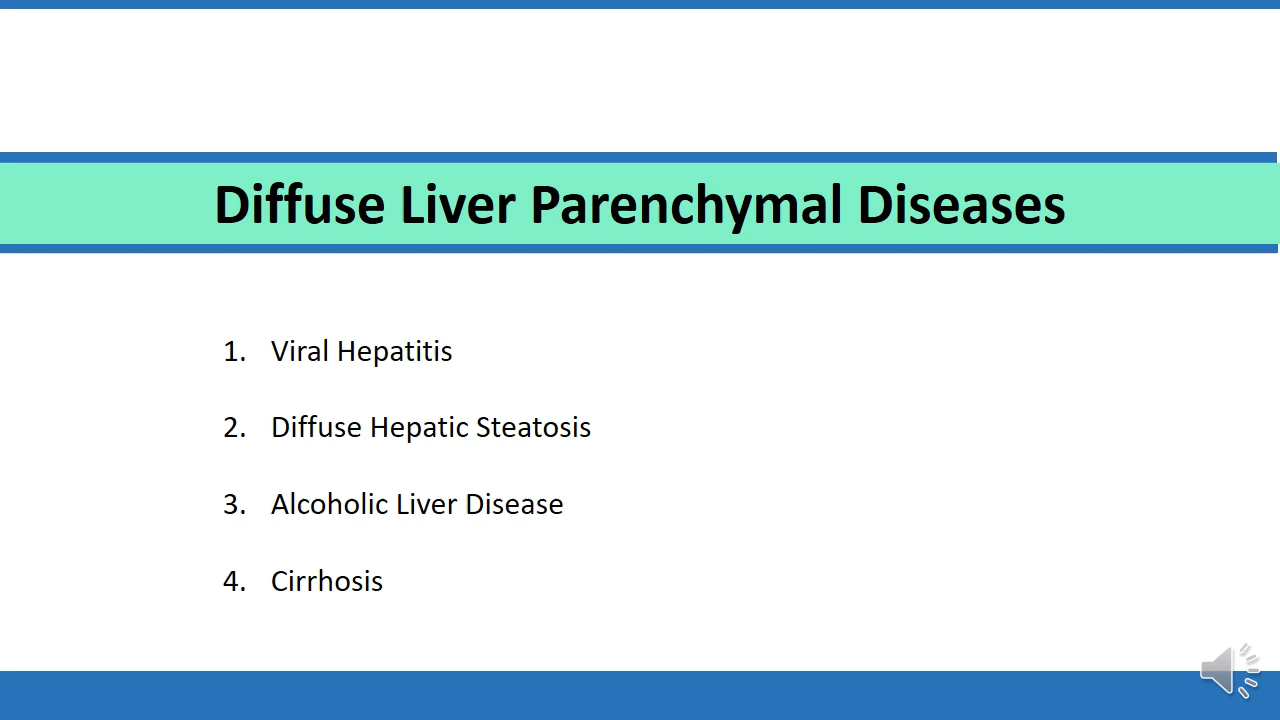 Diffuse Liver Parenchymal Diseases
1. Viral Hepatitis
2. Diffuse Hepatic Steatosis
3. Alcoholic Liver Disease
4. Cirrhosis